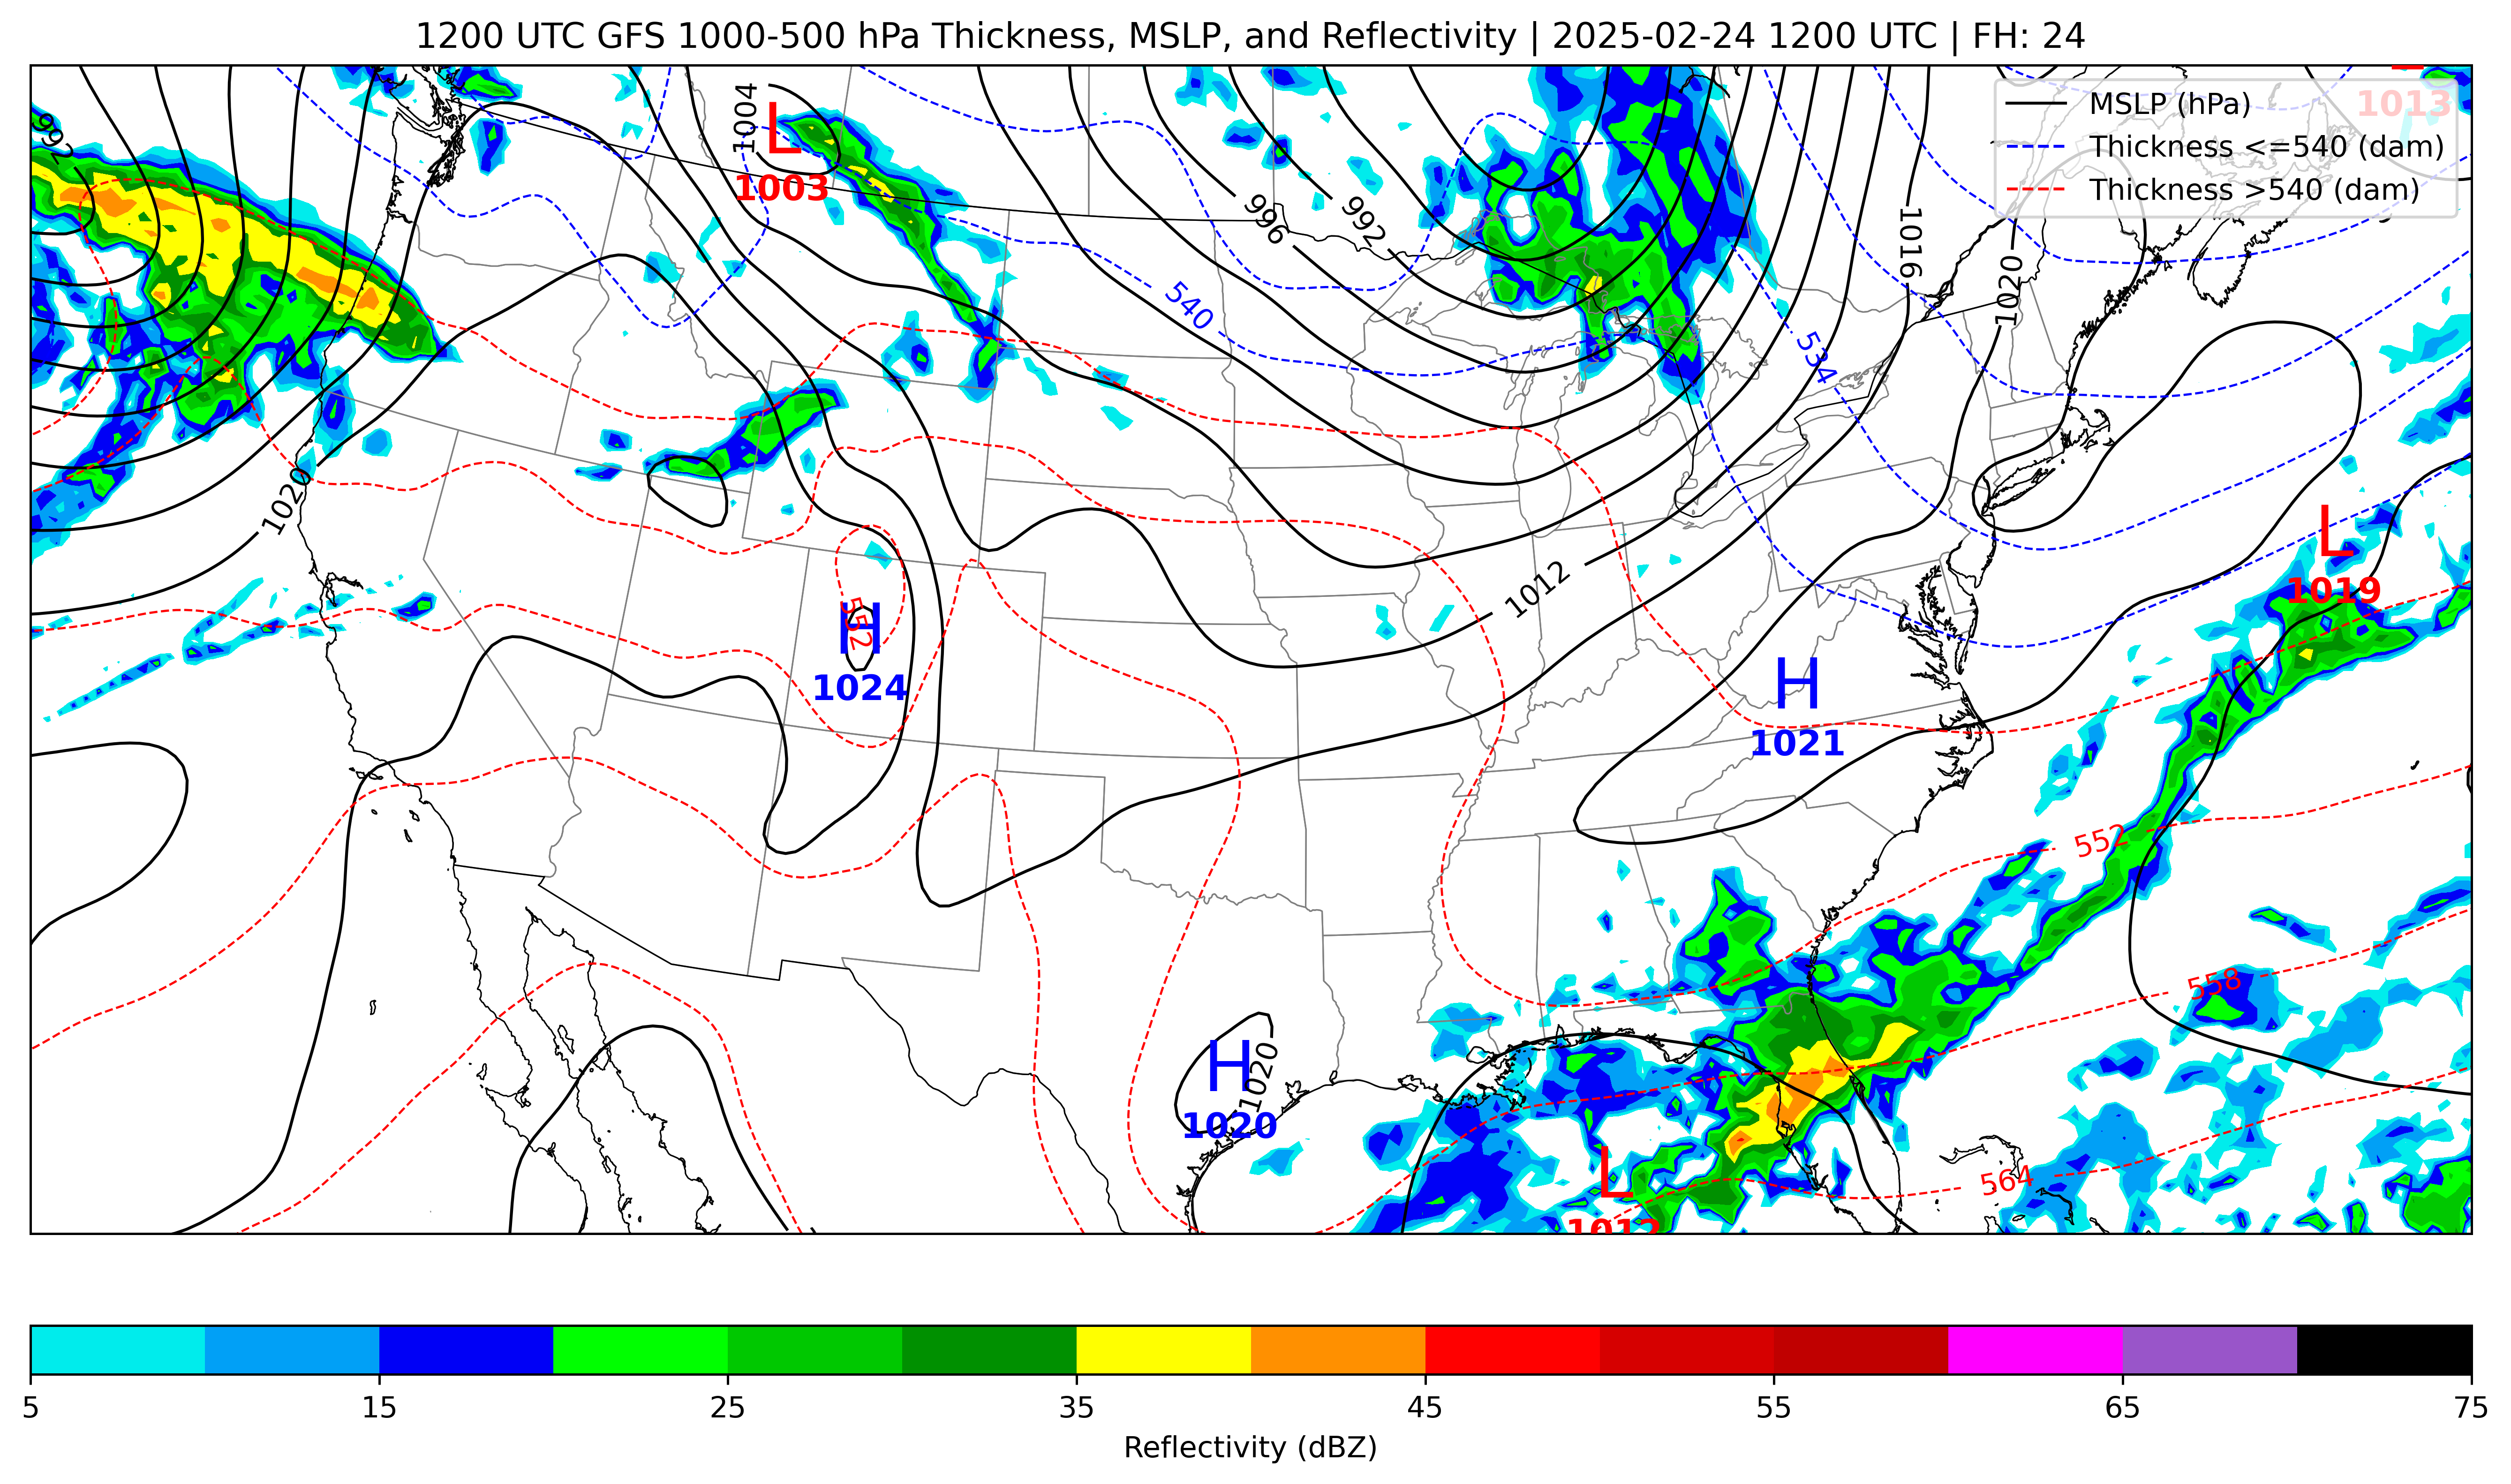 1200 UTC GFS 1000-500 hPa Thickness, MSLP, and Reflectivity | 2025-02-24 1200 UTC | FH: 24
MSLP (hPa)
Thickness <=540 (dam)
Thickness >540 (dam)
1013
992
1004
L
1003
996
992
1016
1020
540
534
1020
L
1019
1012
552
H
1024
H
1021
552
558
H
1020
1020
564
L
1012
5
15
25
35
45
55
65
75
Reflectivity (dBZ)